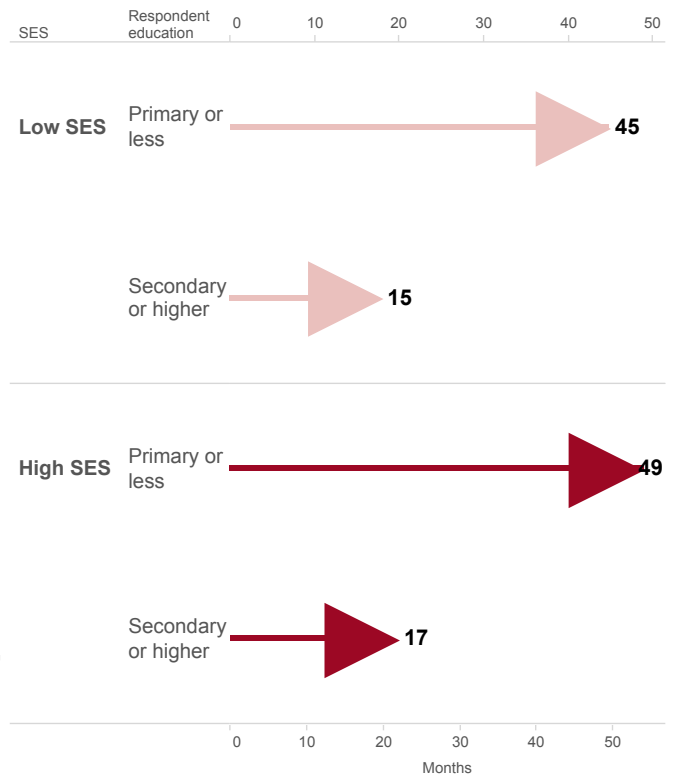 SES
Respondent
education
0 10 20 30 40 50
Low SES
Primary or
less
45
Secondary
or higher
15
High SES
Primary or
less
49
Secondary
or higher
17
0 10 20 30 40 50
Months